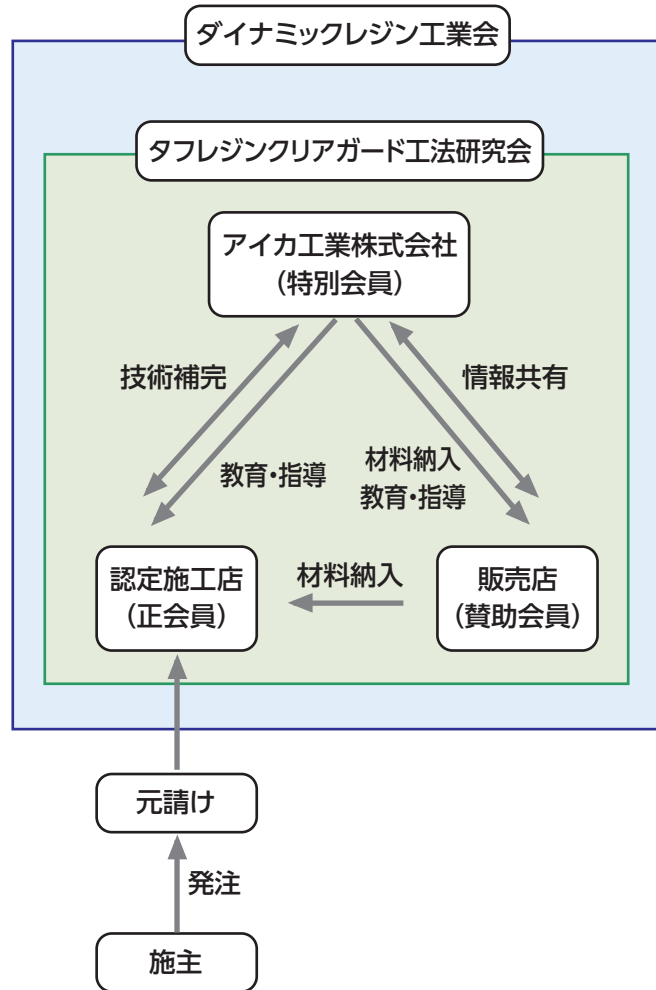 ダイナミックレジン工業会
タフレジンクリアガード工法研究会
アイカ工業株式会社
(特別会員)
技術補完
情報共有
教育・指導
材料納入
教育・指導
認定施工店
(正会員)
材料納入
販売店
(賛助会員)
元請け
発注
施主